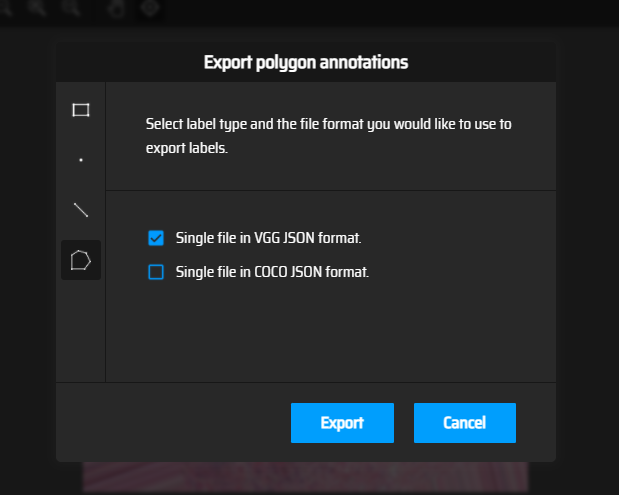 Export polygon annotations
Select label type and the file format you would like to use to
export labels.
Single file in VGG JSON format.
Single file in COCO JSON format.
Export
Cancel